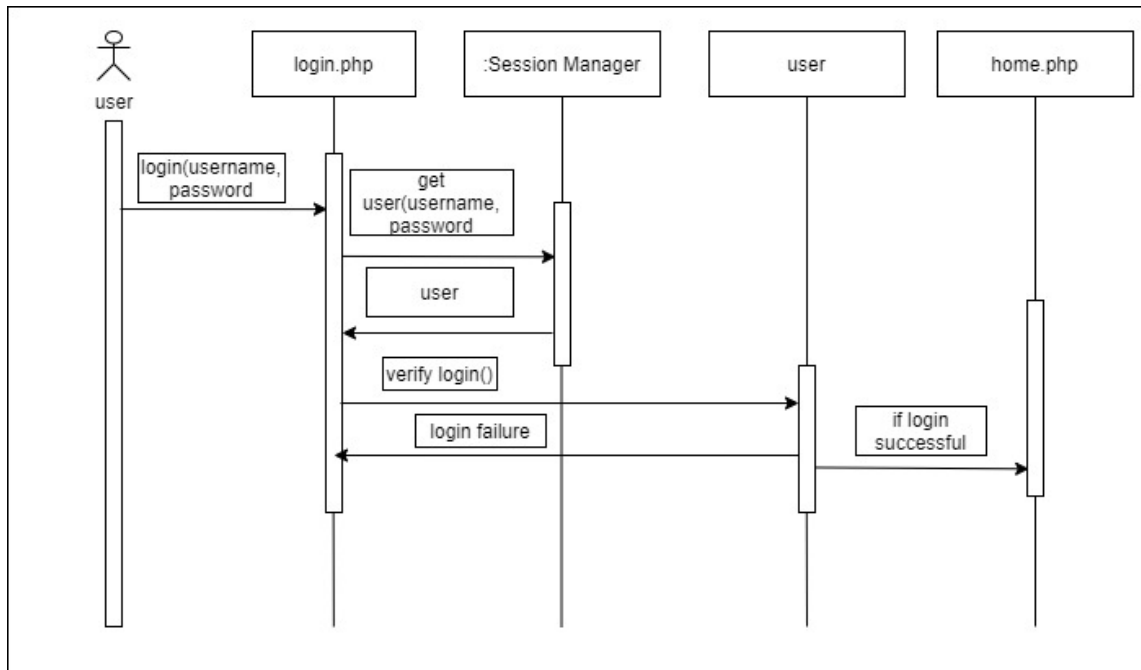 user
login.php
:Session Manager
user
home.php
login(username,
password
get
user(username,
password
user
verify login()
login failure
if login
successful